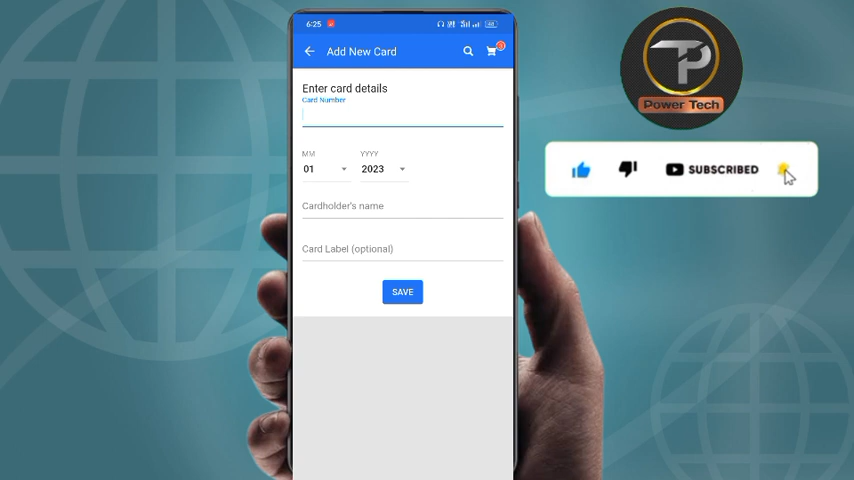 6:25
Add New Card
Enter card details
Card Number
MM
YYYY
01
2023
Cardholder's name
Card Label (optional)
SAVE
TP
Power Tech
SUBSCRIBED